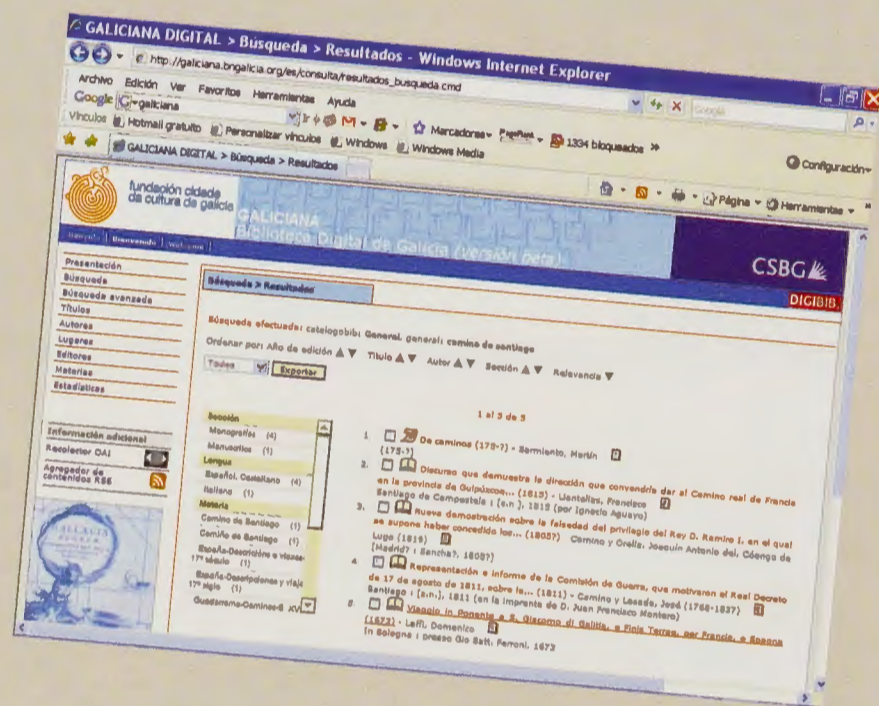 GALICIANA DIGITAL > Búsqueda > Resultados - Windows Internet Explorer
http://galiciana.bngalicia.org/es/consulta/resultados_busqueda.cmd
Google
Archivo Edición Ver Favoritos Herramientas Ayuda
Google galiciana
Marcadores PageRank 1334 bloqueados
Configuración
Vínculos Hotmail gratuito Personalizar vínculos Windows Windows Media
GALICIANA DIGITAL > Búsqueda > Resultados
Página Herramientas
fundación cidade
da cultura de galicia
GALICIANA
Biblioteca Digital de Galicia (versión beta)
CSBG
Bienvenido Welcome
DIGIBIB
Presentación
Búsqueda
Búsqueda avanzada
Títulos
Autores
Lugares
Editores
Materias
Estadísticas
Información adicional
Recolector OAI
Agregador de
contenidos RSS
Búsqueda > Resultados
Búsqueda efectuada: catalogobib: General, general: camino de santiago
Ordenar por: Año de edición Título Autor Sección Relevancia
Todos Exportar
Sección
Monografías (4)
Manuscritos (1)
Lengua
Español, Castellano (4)
Italiano (1)
Materia
Camino de Santiago (1)
Camiño de Santiago (1)
España-Descricións e viaxes-
17º século (1)
España-Descripciones y viaje
17º siglo (1)
Guadarrama-Caminos-S XV
1 al 5 de 5
1. De caminos (175-?) - Sarmiento, Martín
(175-?)
2. Discurso que demuestra la dirección que convendría dar al Camino real de Francia
en la provincia de Guipúzcoa... (1815) - Llantallas, Francisco
Santiago de Compostela : [s.n.], 1815 (por Ignacio Aguayo)
3. Nueva demostración sobre la falsedad del privilegio del Rey D. Ramiro I, en el qual
se supone haber concedido los... (1805?) Camino y Orella, Joaquín Antonio del, Cóengo de
Lugo (1819)
[Madrid? : Sancha?, 1805?]
4. Representación e informe de la Comisión de Guerra, que motivaron el Real Decreto
de 17 de agosto de 1811, sobre la... (1811) - Camino y Losada, José (1768-1837)
Santiago : [s.n.], 1811 (en la imprenta de D. Juan Francisco Montero)
5. Viaggio in Ponente a S. Giacomo di Galitia, e Finis Terrae, per Francia, e Spagna
(1673) - Laffi, Domenico
In Bologna : presso Gio Batt. Ferroni, 1673